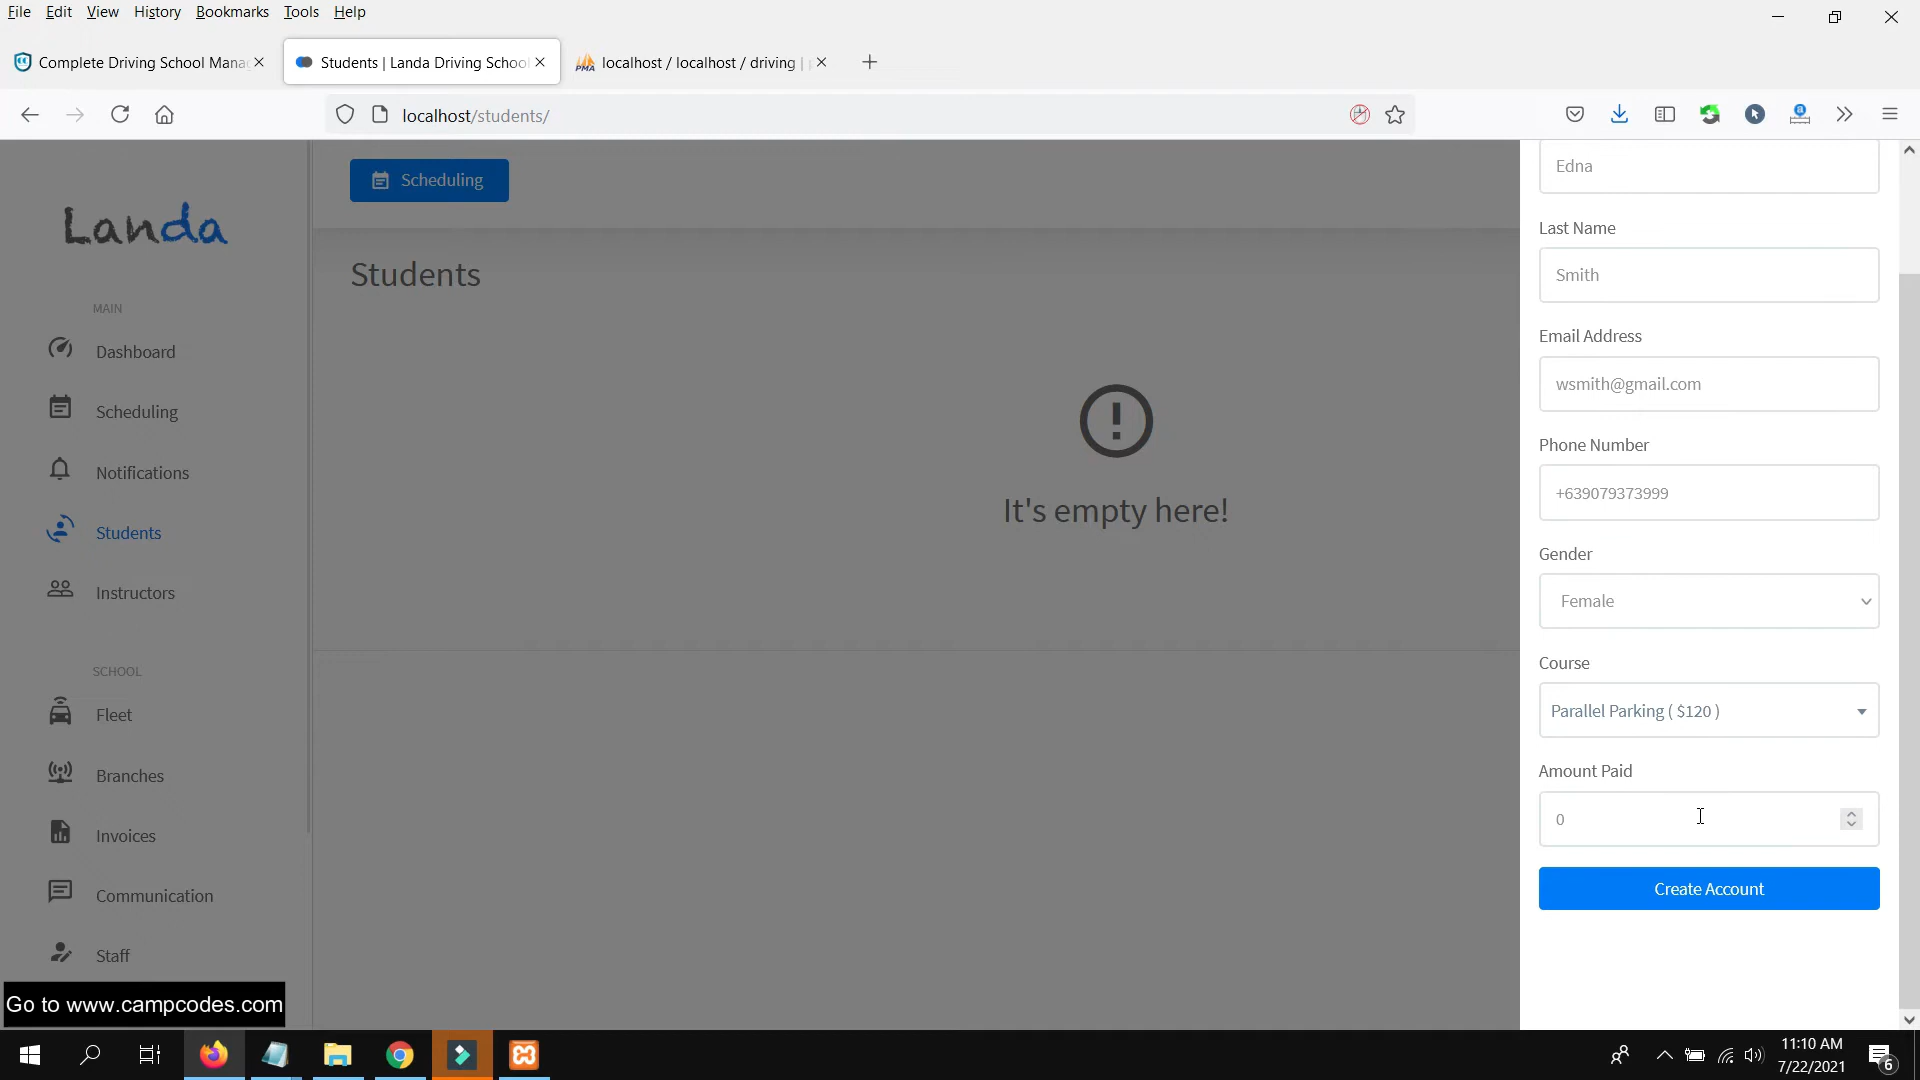 File Edit View History Bookmarks Tools Help
Complete Driving School Mana
Students | Landa Driving School
localhost / localhost / driving |
localhost/students/
Landa
MAIN
Dashboard
Scheduling
Notifications
Students
Instructors
SCHOOL
Fleet
Branches
Invoices
Communication
Staff
Go to www.campcodes.com
Scheduling
Students
It's empty here!
Edna
Last Name
Smith
Email Address
wsmith@gmail.com
Phone Number
+639079373999
Gender
Female
Course
Parallel Parking ( $120 )
Amount Paid
0
Create Account
11:10 AM
7/22/2021
6